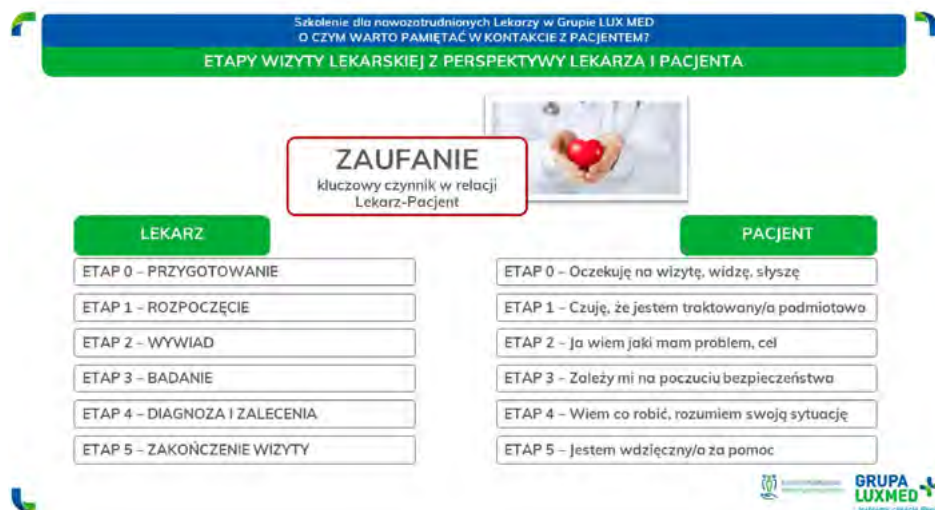 Szkolenie dla nowozatrudnionych Lekarzy w Grupie LUX MED
O CZYM WARTO PAMIĘTAĆ W KONTAKCIE Z PACJENTEM?
ETAPY WIZYTY LEKARSKIEJ Z PERSPEKTYWY LEKARZA I PACJENTA
ZAUFANIE
kluczowy czynnik w relacji
Lekarz-Pacjent
LEKARZ
ETAP 0 – PRZYGOTOWANIE
ETAP 1 – ROZPOCZĘCIE
ETAP 2 – WYWIAD
ETAP 3 – BADANIE
ETAP 4 – DIAGNOZA I ZALECENIA
ETAP 5 – ZAKOŃCZENIE WIZYTY
PACJENT
ETAP 0 – Oczekuję na wizytę, widzę, słyszę
ETAP 1 – Czuję, że jestem traktowany/a podmiotowo
ETAP 2 – Ja wiem jaki mam problem, cel
ETAP 3 – Zależy mi na poczuciu bezpieczeństwa
ETAP 4 – Wiem co robić, rozumiem swoją sytuację
ETAP 5 – Jestem wdzięczny/a za pomoc
GRUPA
LUXMED